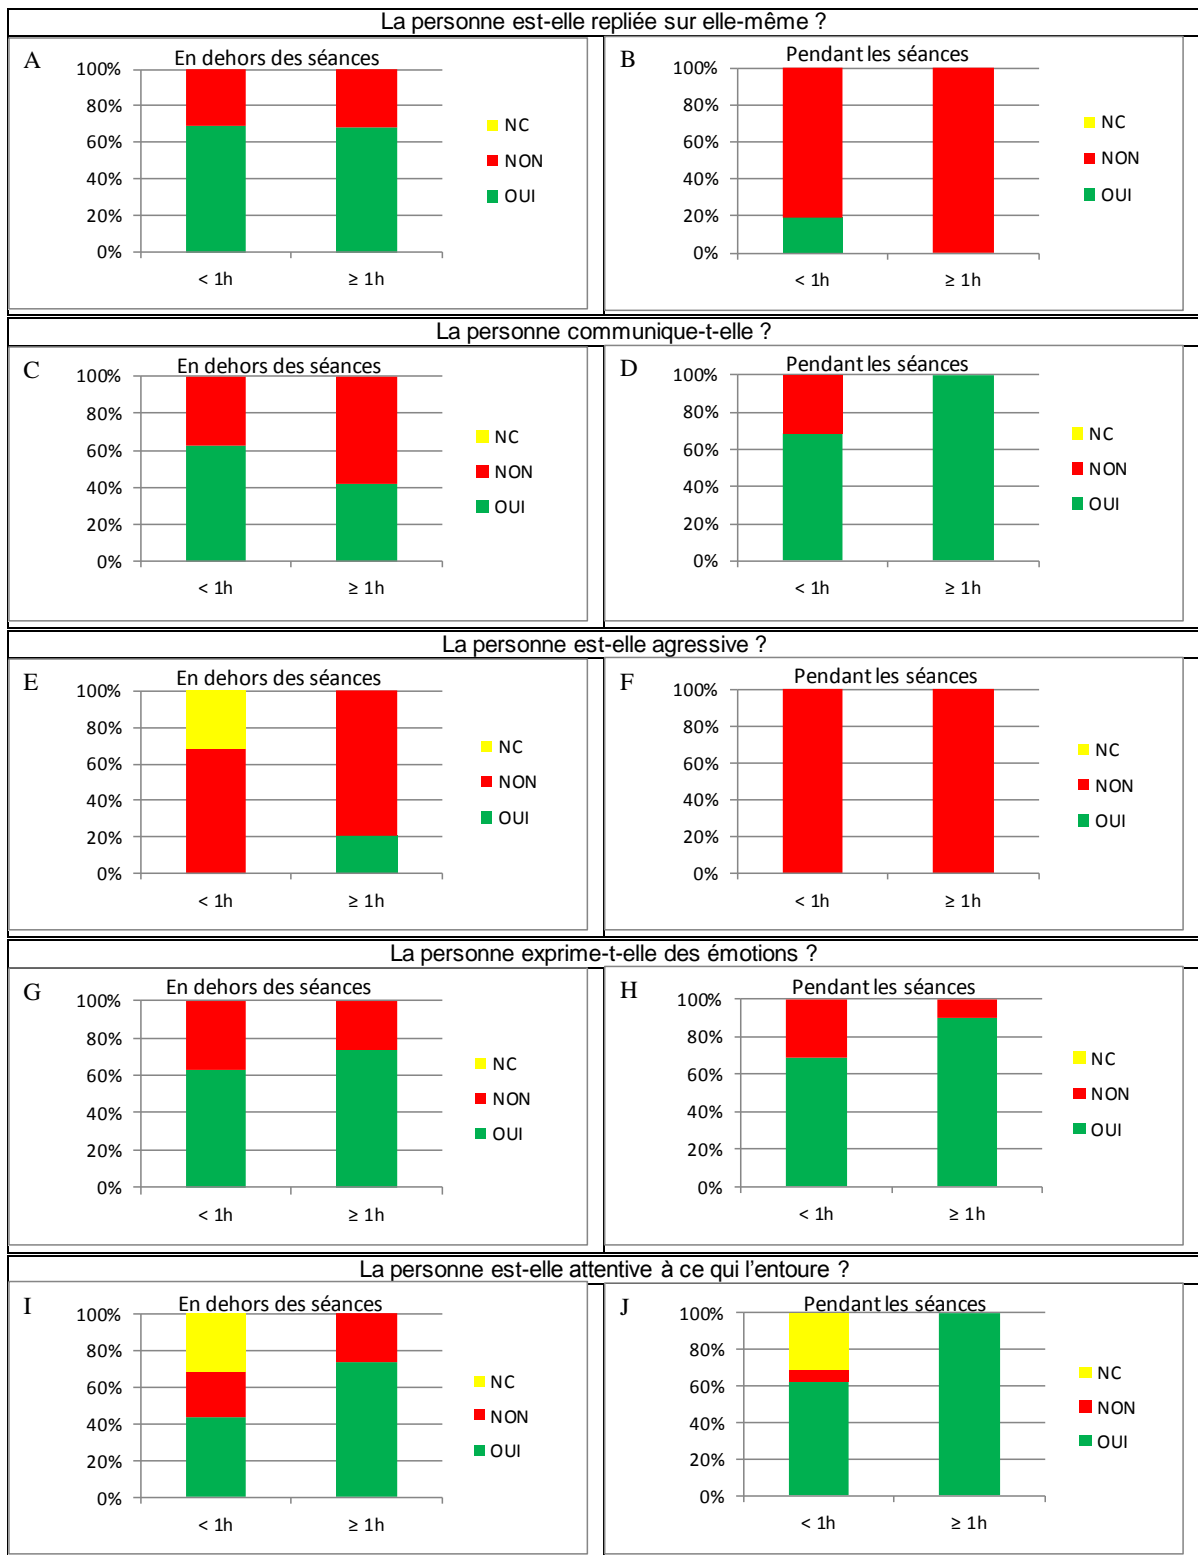 La personne est-elle repliée sur elle-même ?
A
En dehors des séances
100%
80%
60%
40%
20%
0%
< 1h
≥ 1h
NC
NON
OUI
B
Pendant les séances
100%
80%
60%
40%
20%
0%
< 1h
≥ 1h
NC
NON
OUI
La personne communique-t-elle ?
C
En dehors des séances
100%
80%
60%
40%
20%
0%
< 1h
≥ 1h
NC
NON
OUI
D
Pendant les séances
100%
80%
60%
40%
20%
0%
< 1h
≥ 1h
NC
NON
OUI
La personne est-elle agressive ?
E
En dehors des séances
100%
80%
60%
40%
20%
0%
< 1h
≥ 1h
NC
NON
OUI
F
Pendant les séances
100%
80%
60%
40%
20%
0%
< 1h
≥ 1h
NC
NON
OUI
La personne exprime-t-elle des émotions ?
G
En dehors des séances
100%
80%
60%
40%
20%
0%
< 1h
≥ 1h
NC
NON
OUI
H
Pendant les séances
100%
80%
60%
40%
20%
0%
< 1h
≥ 1h
NC
NON
OUI
La personne est-elle attentive à ce qui l’entoure ?
I
En dehors des séances
100%
80%
60%
40%
20%
0%
< 1h
≥ 1h
NC
NON
OUI
J
Pendant les séances
100%
80%
60%
40%
20%
0%
< 1h
≥ 1h
NC
NON
OUI